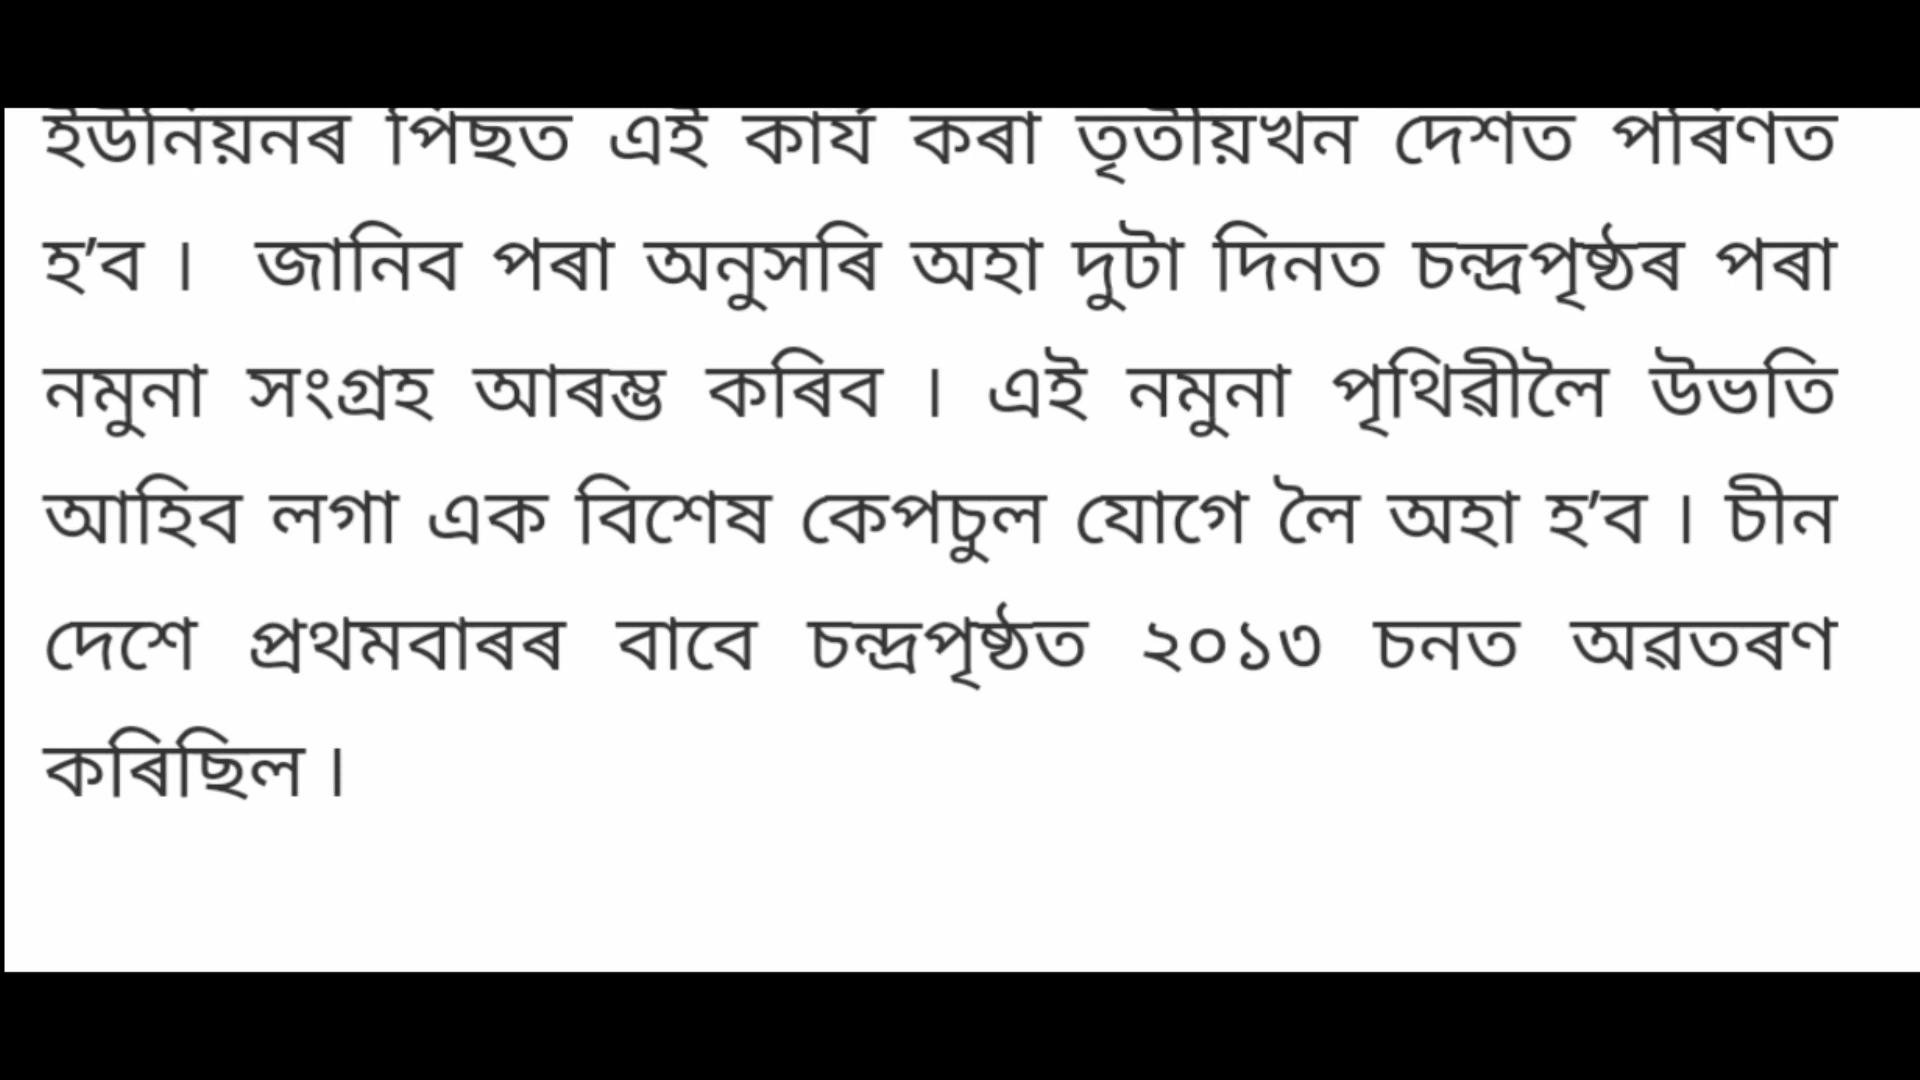 ইউনিয়নৰ পিছত এই কাৰ্য কৰা তৃতীয়খন দেশত পৰিণত
হ’ব । জানিব পৰা অনুসৰি অহা দুটা দিনত চন্দ্ৰপৃষ্ঠৰ পৰা
নমুনা সংগ্ৰহ আৰম্ভ কৰিব । এই নমুনা পৃথিৱীলৈ উভতি
আহিব লগা এক বিশেষ কেপচুল যোগে লৈ অহা হ’ব । চীন
দেশে প্ৰথমবাৰৰ বাবে চন্দ্ৰপৃষ্ঠত ২০১৩ চনত অৱতৰণ
কৰিছিল ।